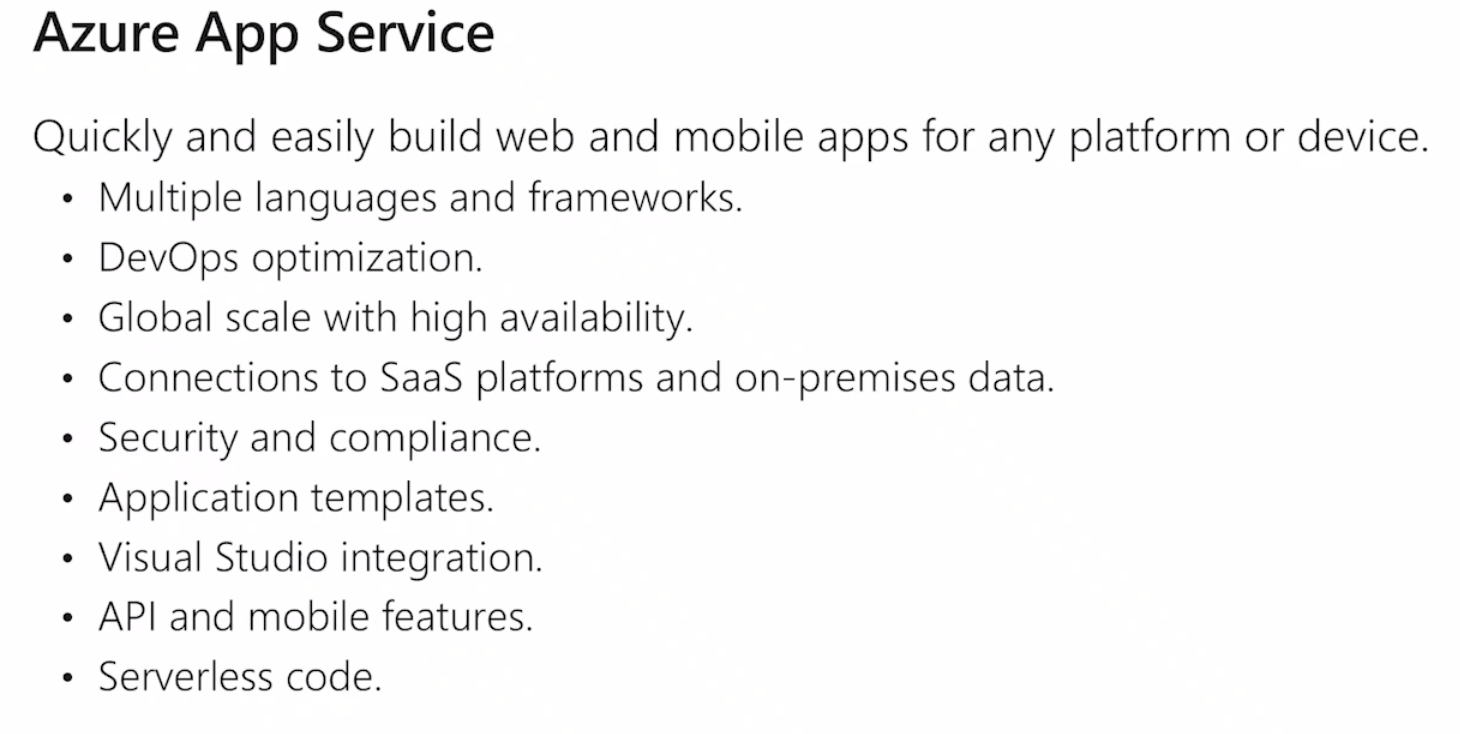 Azure App Service
Quickly and easily build web and mobile apps for any platform or device.
• Multiple languages and frameworks.
• DevOps optimization.
• Global scale with high availability.
• Connections to SaaS platforms and on-premises data.
• Security and compliance.
• Application templates.
• Visual Studio integration.
• API and mobile features.
• Serverless code.